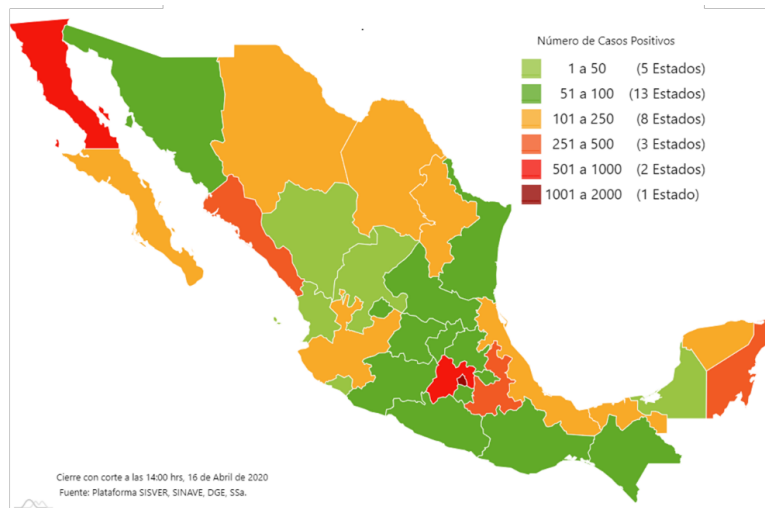 Número de Casos Positivos
1 a 50 (5 Estados)
51 a 100 (13 Estados)
101 a 250 (8 Estados)
251 a 500 (3 Estados)
501 a 1000 (2 Estados)
1001 a 2000 (1 Estado)
Cierre con corte a las 14:00 hrs, 16 de Abril de 2020
Fuente: Plataforma SISVER, SINAVE, DGE, SSa.